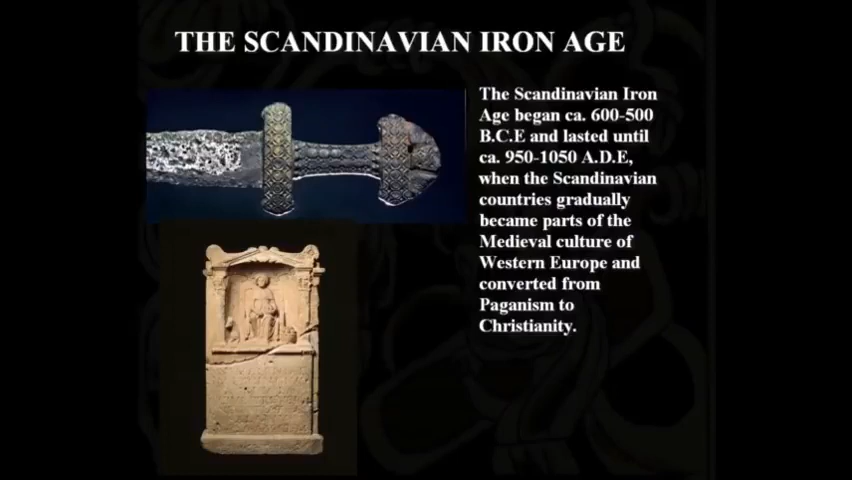 THE SCANDINAVIAN IRON AGE
The Scandinavian Iron
Age began ca. 600-500
B.C.E and lasted until
ca. 950-1050 A.D.E,
when the Scandinavian
countries gradually
became parts of the
Medieval culture of
Western Europe and
converted from
Paganism to
Christianity.